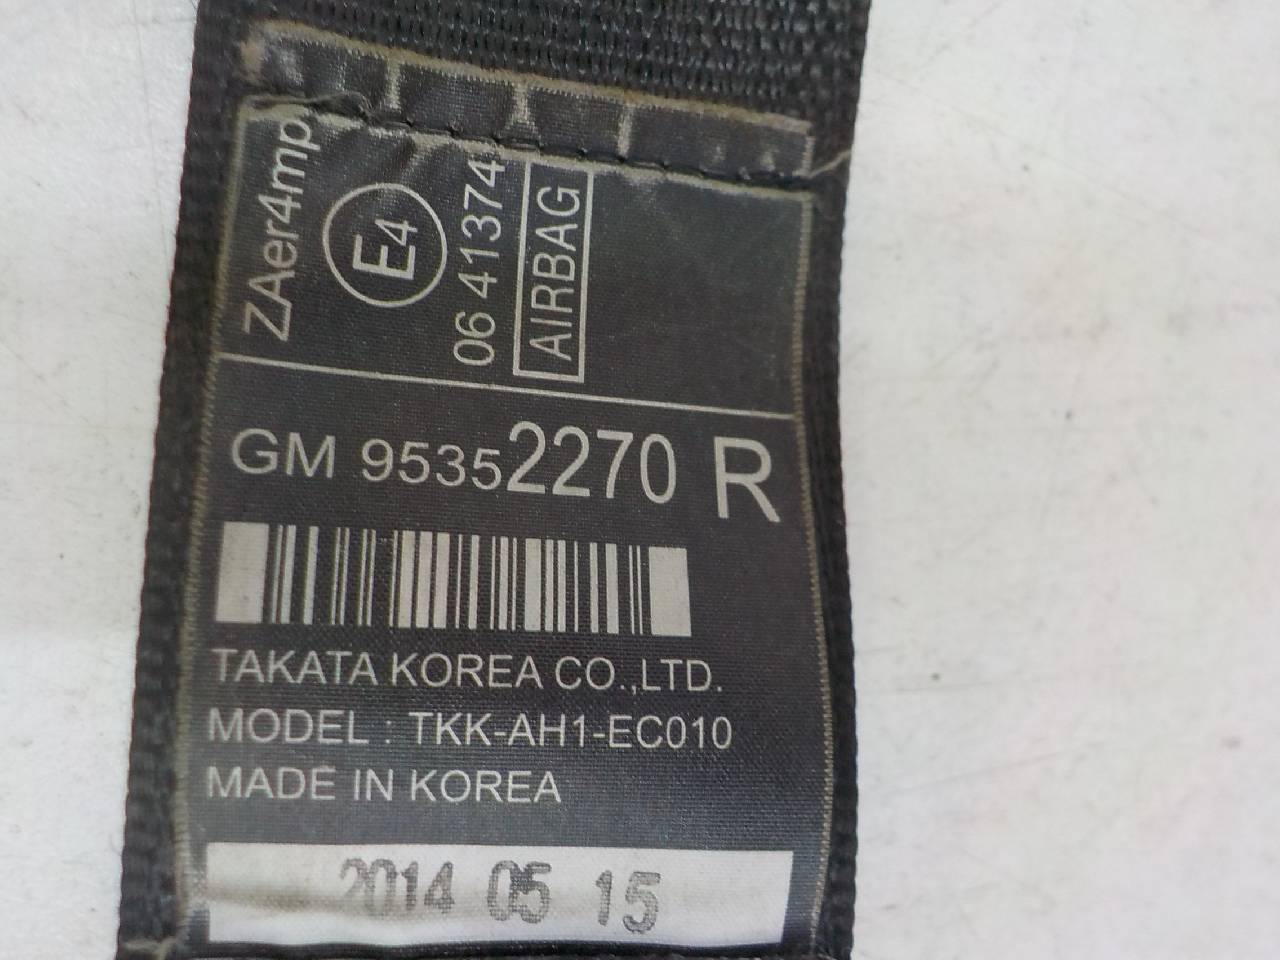 ZAer4mp
E4
06 41374
AIRBAG
GM 95352270 R
TAKATA KOREA CO.,LTD.
MODEL : TKK-AH1-EC010
MADE IN KOREA
2014 05 15